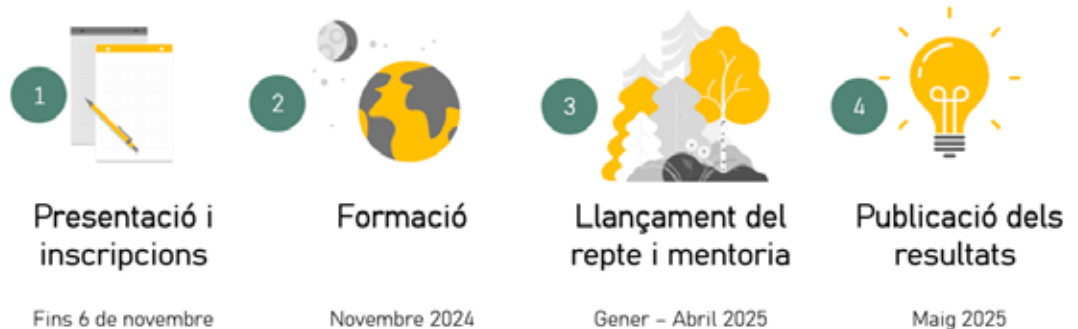 1
Presentació i
inscripcions
Fins 6 de novembre
2
Formació
Novembre 2024
3
Llançament del
repte i mentoria
Gener – Abril 2025
4
Publicació dels
resultats
Maig 2025